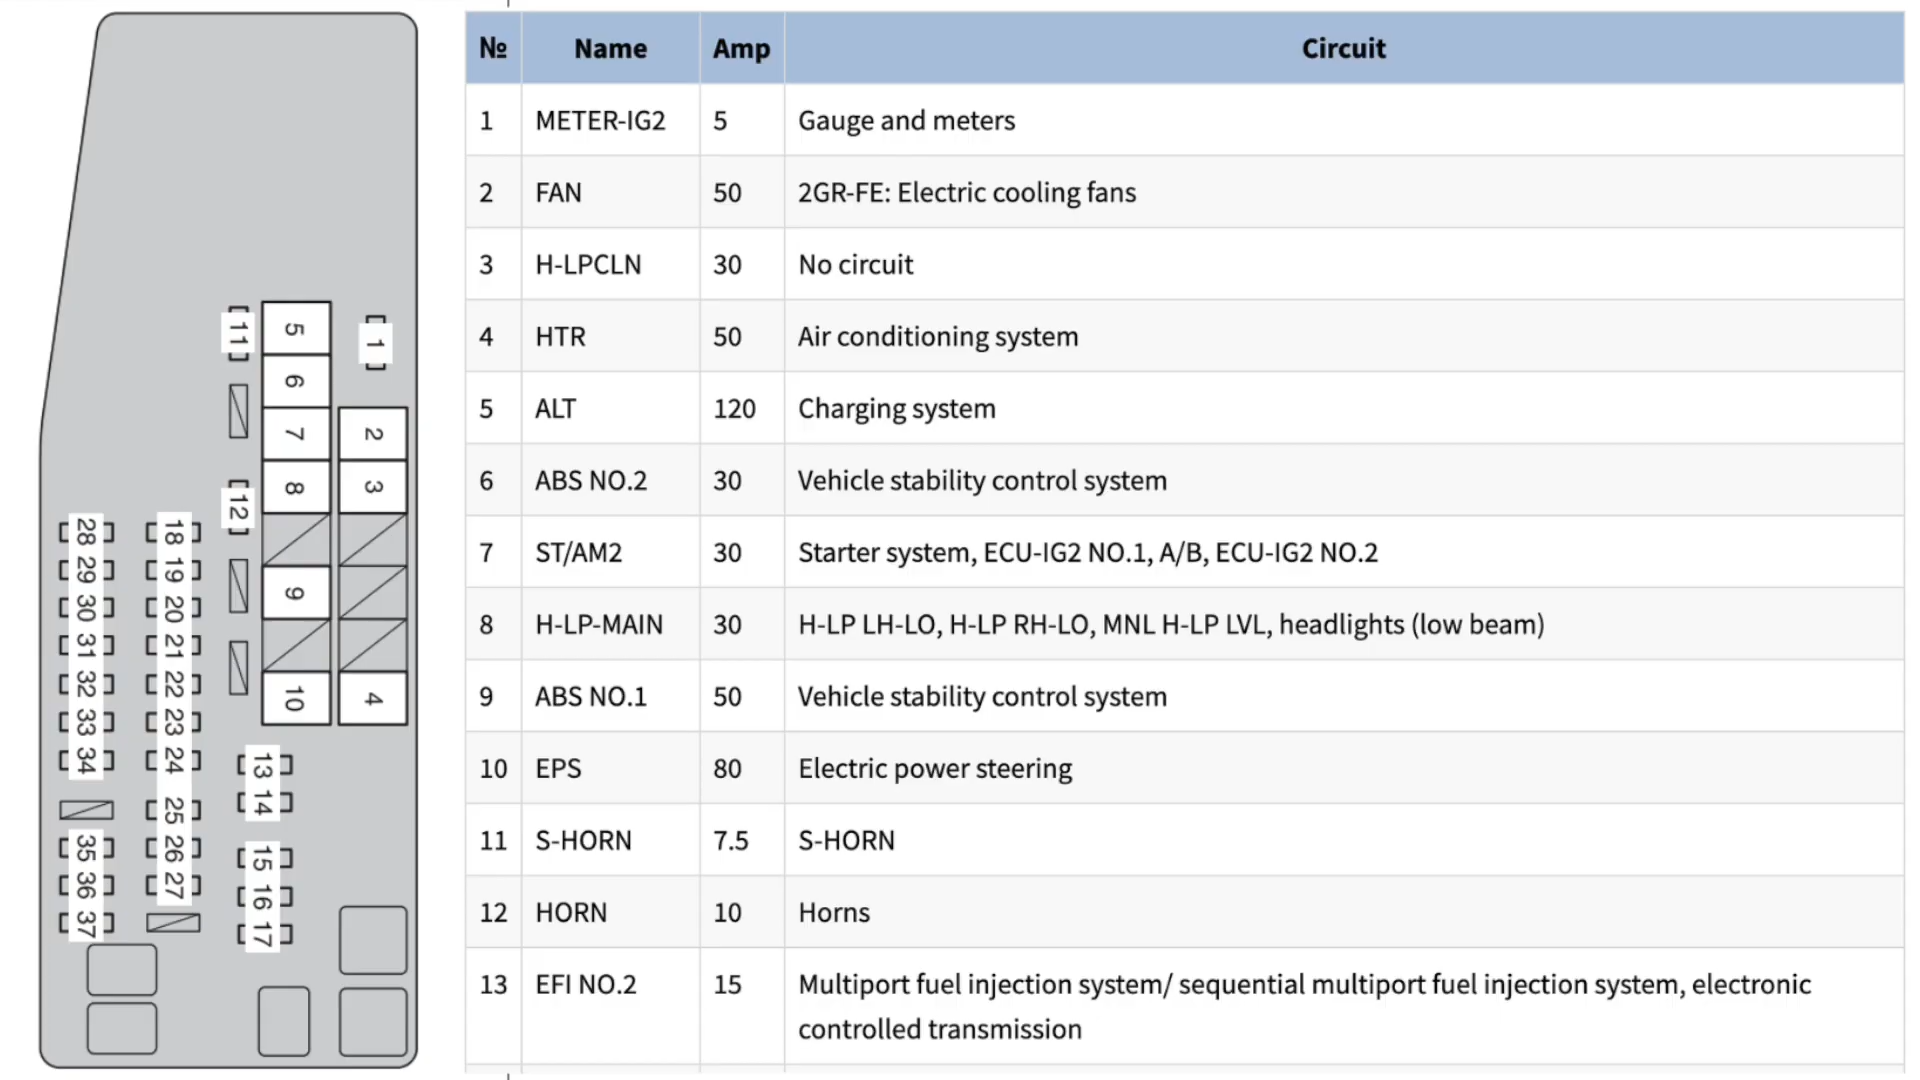 5
11
1
6
7
2
8
3
12
28
18
29
19
9
30
20
31
21
32
22
10
4
33
23
34
24
13
14
25
35
26
15
36
27
16
37
17
№ Name Amp Circuit
1 METER-IG2 5 Gauge and meters
2 FAN 50 2GR-FE: Electric cooling fans
3 H-LPCLN 30 No circuit
4 HTR 50 Air conditioning system
5 ALT 120 Charging system
6 ABS NO.2 30 Vehicle stability control system
7 ST/AM2 30 Starter system, ECU-IG2 NO.1, A/B, ECU-IG2 NO.2
8 H-LP-MAIN 30 H-LP LH-LO, H-LP RH-LO, MNL H-LP LVL, headlights (low beam)
9 ABS NO.1 50 Vehicle stability control system
10 EPS 80 Electric power steering
11 S-HORN 7.5 S-HORN
12 HORN 10 Horns
13 EFI NO.2 15 Multiport fuel injection system/ sequential multiport fuel injection system, electronic
controlled transmission